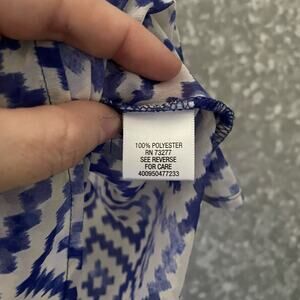 100% POLYESTER
RN 73277
SEE REVERSE
FOR CARE
400950477233